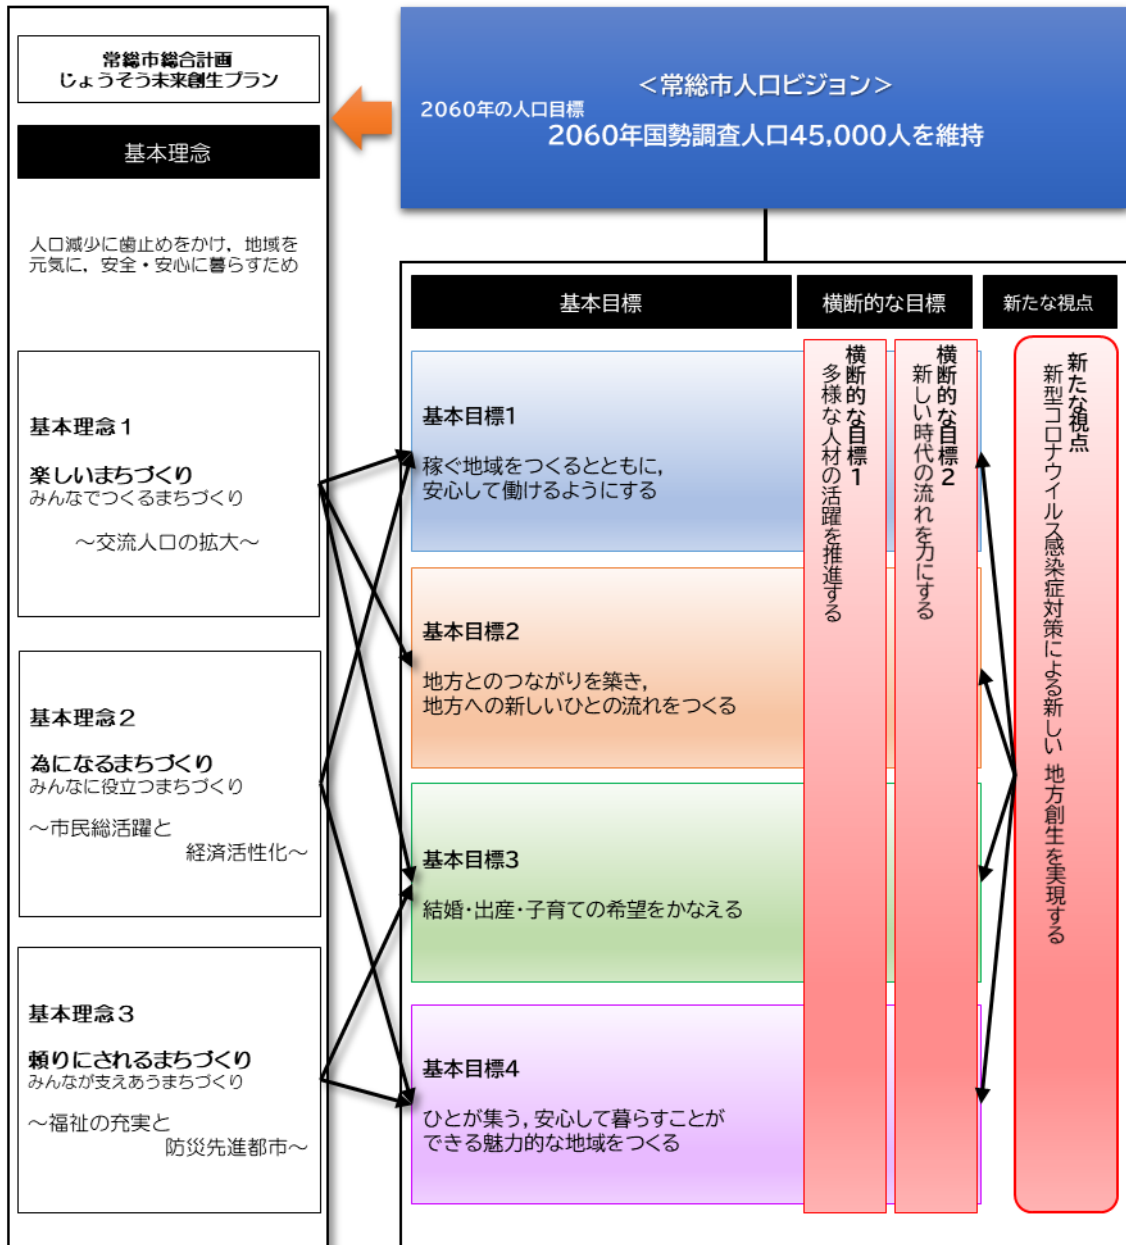 常総市総合計画
じょうそう未来創生プラン
基本理念
人口減少に歯止めをかけ，地域を
元気に，安全・安心に暮らすため
基本理念１
楽しいまちづくり
みんなでつくるまちづくり
～交流人口の拡大～
基本理念２
為になるまちづくり
みんなに役立つまちづくり
～市民総活躍と
経済活性化～
基本理念３
頼りにされるまちづくり
みんなが支えあうまちづくり
～福祉の充実と
防災先進都市～
＜常総市人口ビジョン＞
2060年の人口目標
2060年国勢調査人口45,000人を維持
基本目標
横断的な目標
新たな視点
基本目標1
稼ぐ地域をつくるとともに，
安心して働けるようにする
基本目標2
地方とのつながりを築き，
地方への新しいひとの流れをつくる
基本目標3
結婚・出産・子育ての希望をかなえる
基本目標4
ひとが集う，安心して暮らすことが
できる魅力的な地域をつくる
横断的な目標1
多様な人材の活躍を推進する
横断的な目標2
新しい時代の流れを力にする
新たな視点
新型コロナウイルス感染症対策による新しい 地方創生を実現する